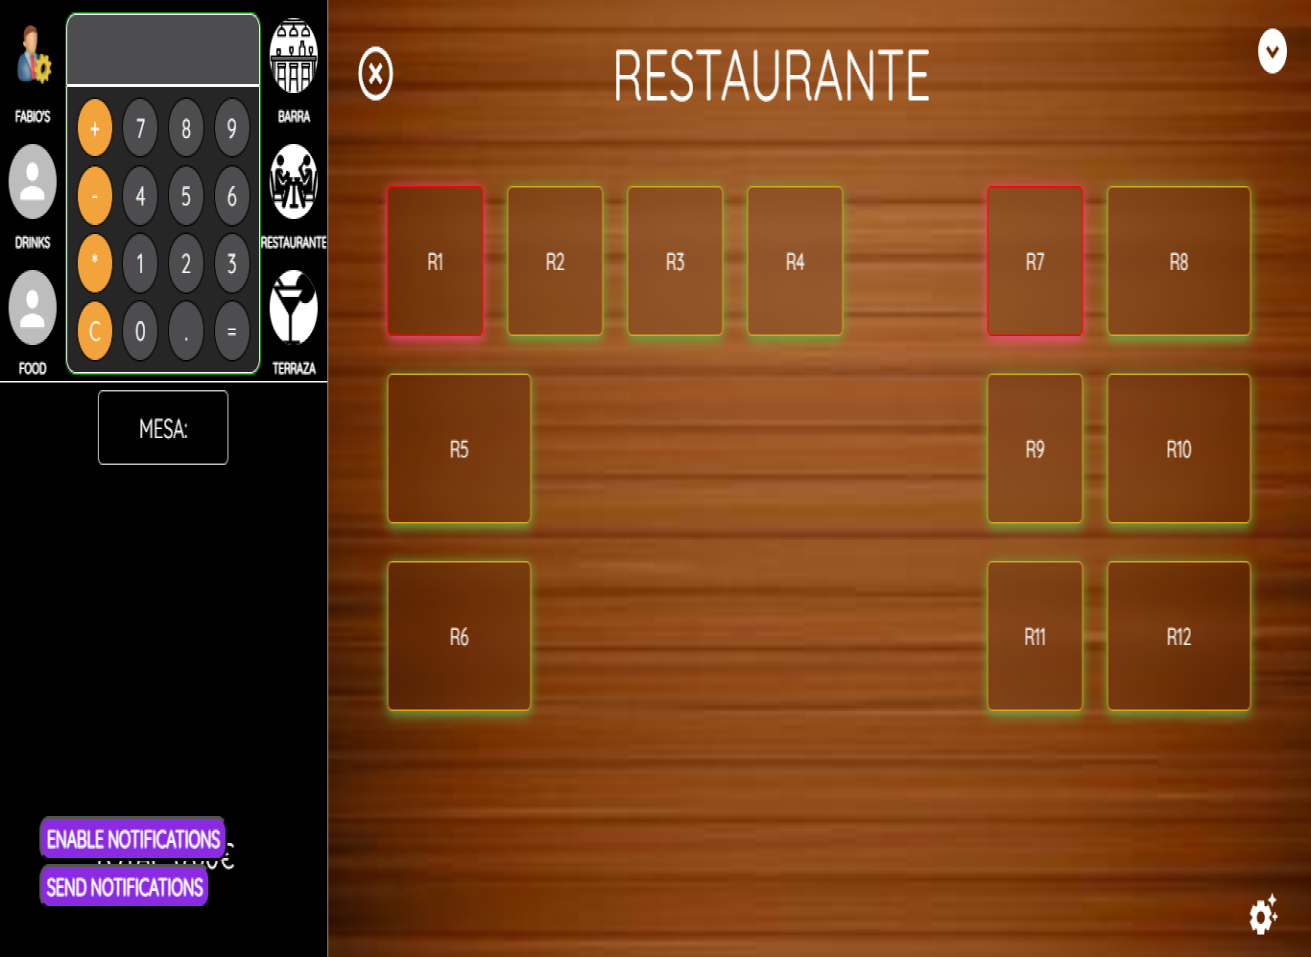 FABIO'S
DRINKS
FOOD
+ 7 8 9
- 4 5 6
* 1 2 3
C 0 . =
BARRA
RESTAURANTE
TERRAZA
MESA:
ENABLE NOTIFICATIONS
SEND NOTIFICATIONS
RESTAURANTE
R1 R2 R3 R4 R7 R8
R5 R9 R10
R6 R11 R12